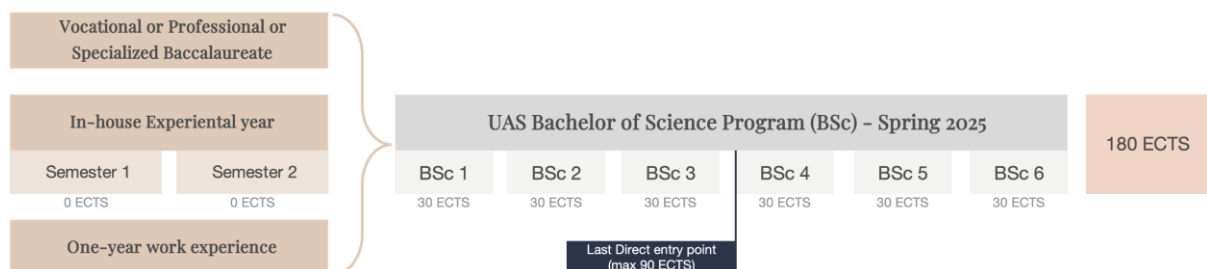 Vocational or Professional or
Specialized Baccalaureate
In-house Experiental year
Semester 1
Semester 2
0 ECTS
0 ECTS
One-year work experience
UAS Bachelor of Science Program (BSc) - Spring 2025
BSc 1
BSc 2
BSc 3
BSc 4
BSc 5
BSc 6
30 ECTS
30 ECTS
30 ECTS
30 ECTS
30 ECTS
30 ECTS
Last Direct entry point
(max 90 ECTS)
180 ECTS